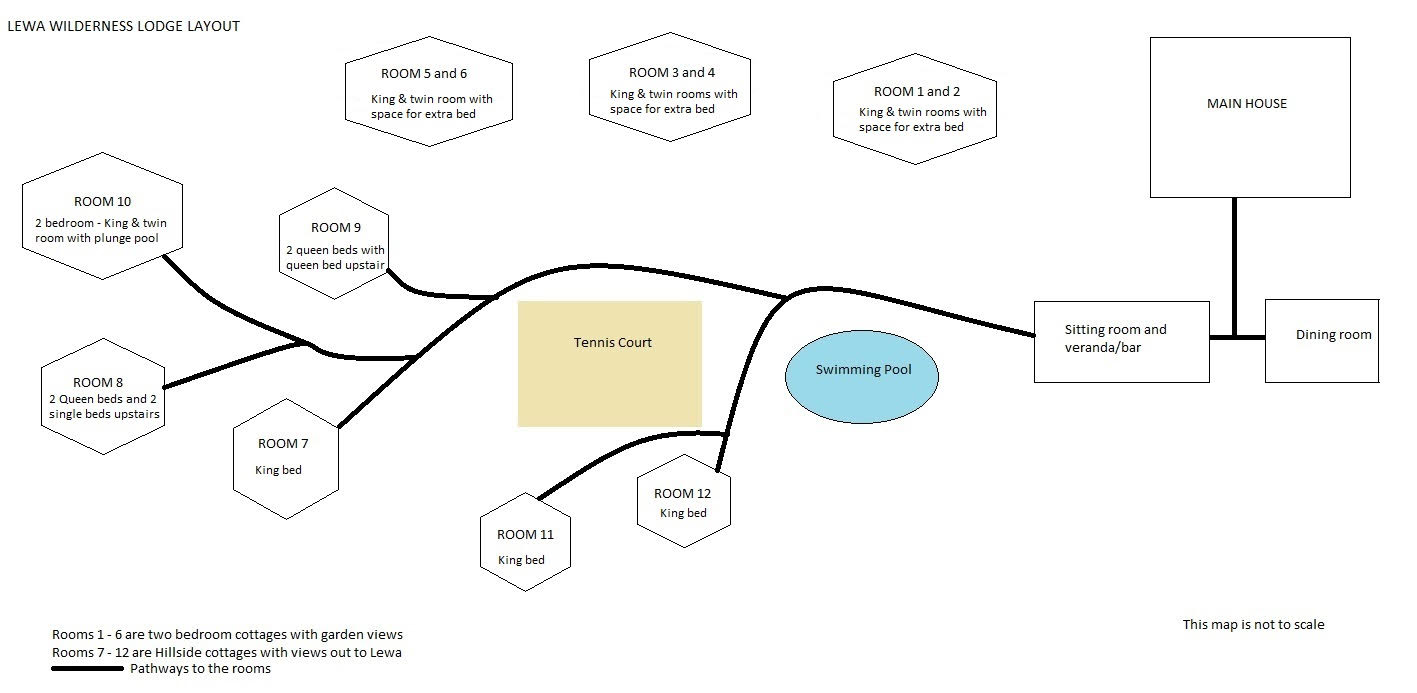 LEWA WILDERNESS LODGE LAYOUT
ROOM 5 and 6
King & twin room with
space for extra bed
ROOM 3 and 4
King & twin rooms with
space for extra bed
ROOM 1 and 2
King & twin rooms with
space for extra bed
MAIN HOUSE
ROOM 10
2 bedroom - King & twin
room with plunge pool
ROOM 9
2 queen beds with
queen bed upstair
Tennis Court
Swimming Pool
Sitting room and
veranda/bar
Dining room
ROOM 8
2 Queen beds and 2
single beds upstairs
ROOM 7
King bed
ROOM 12
King bed
ROOM 11
King bed
Rooms 1 - 6 are two bedroom cottages with garden views
Rooms 7 - 12 are Hillside cottages with views out to Lewa
Pathways to the rooms
This map is not to scale